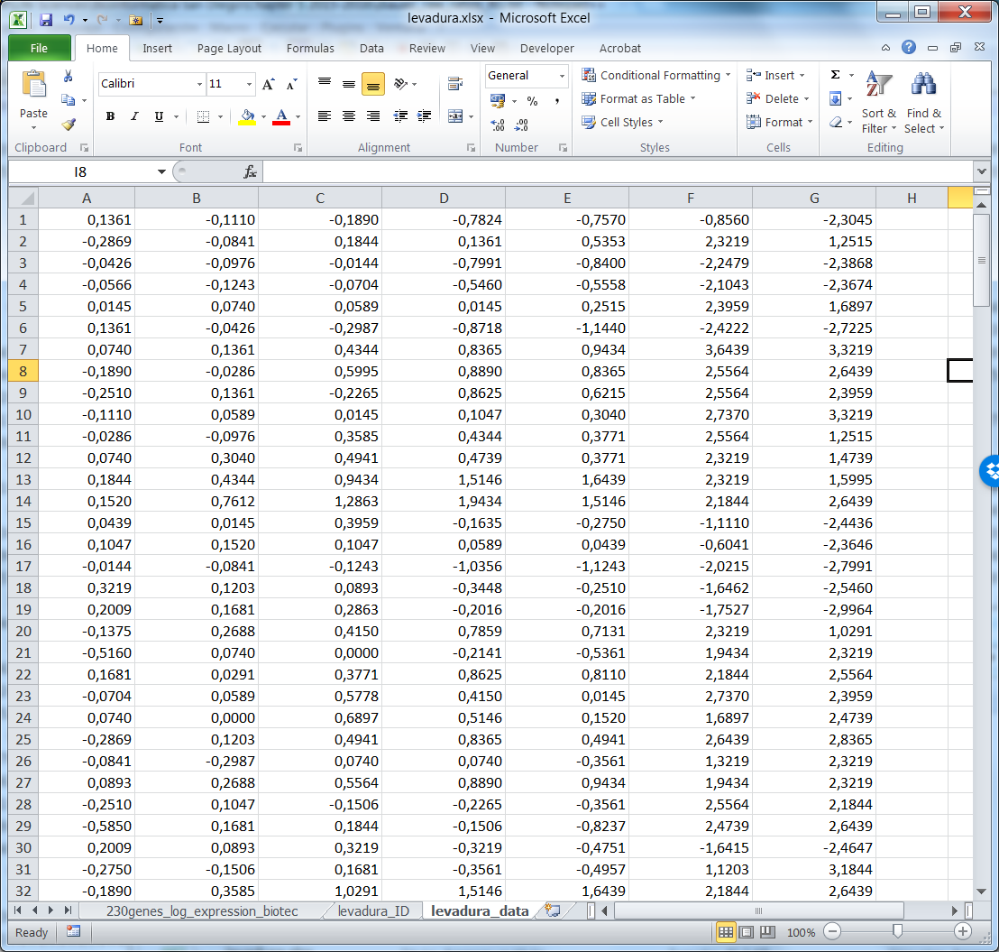 levadura.xlsx - Microsoft Excel
File Home Insert Page Layout Formulas Data Review View Developer Acrobat
Calibri 11 General Conditional Formatting Insert Σ
Paste B I U A % , Format as Table Delete Sort & Filter Find & Select
Cell Styles Format
Clipboard Font Alignment Number Styles Cells Editing
I8 fx
A B C D E F G H
1 0,1361 -0,1110 -0,1890 -0,7824 -0,7570 -0,8560 -2,3045
2 -0,2869 -0,0841 0,1844 0,1361 0,5353 2,3219 1,2515
3 -0,0426 -0,0976 -0,0144 -0,7991 -0,8400 -2,2479 -2,3868
4 -0,0566 -0,1243 -0,0704 -0,5460 -0,5558 -2,1043 -2,3674
5 0,0145 0,0740 0,0589 0,0145 0,2515 2,3959 1,6897
6 0,1361 -0,0426 -0,2987 -0,8718 -1,1440 -2,4222 -2,7225
7 0,0740 0,1361 0,4344 0,8365 0,9434 3,6439 3,3219
8 -0,1890 -0,0286 0,5995 0,8890 0,8365 2,5564 2,6439
9 -0,2510 0,1361 -0,2265 0,8625 0,6215 2,5564 2,3959
10 -0,1110 0,0589 0,0145 0,1047 0,3040 2,7370 3,3219
11 -0,0286 -0,0976 0,3585 0,4344 0,3771 2,5564 1,2515
12 0,0740 0,3040 0,4941 0,4739 0,3771 2,3219 1,4739
13 0,1844 0,4344 0,9434 1,5146 1,6439 2,3219 1,5995
14 0,1520 0,7612 1,2863 1,9434 1,5146 2,1844 2,6439
15 0,0439 0,0145 0,3959 -0,1635 -0,2750 -1,1110 -2,4436
16 0,1047 0,1520 0,1047 0,0589 0,0439 -0,6041 -2,3646
17 -0,0144 -0,0841 -0,1243 -1,0356 -1,1243 -2,0215 -2,7991
18 0,3219 0,1203 0,0893 -0,3448 -0,2510 -1,6462 -2,5460
19 0,2009 0,1681 0,2863 -0,2016 -0,2016 -1,7527 -2,9964
20 -0,1375 0,2688 0,4150 0,7859 0,7131 2,3219 1,0291
21 -0,5160 0,0740 0,0000 -0,2141 -0,5361 1,9434 2,3219
22 0,1681 0,0291 0,3771 0,8625 0,8110 2,1844 2,5564
23 -0,0704 0,0589 0,5778 0,4150 0,0145 2,7370 2,3959
24 0,0740 0,0000 0,6897 0,5146 0,1520 1,6897 2,4739
25 -0,2869 0,1203 0,4941 0,8365 0,4941 2,6439 2,8365
26 -0,0841 -0,2987 0,0740 0,0740 -0,3561 1,3219 2,3219
27 0,0893 0,2688 0,5564 0,8890 0,9434 1,9434 2,3219
28 -0,2510 0,1047 -0,1506 -0,2265 -0,3561 2,5564 2,1844
29 -0,5850 0,1681 0,1844 -0,1506 -0,8237 2,4739 2,6439
30 0,2009 0,0893 0,3219 -0,3219 -0,4751 -1,6415 -2,4647
31 -0,2750 -0,1506 0,1681 -0,3561 -0,4957 1,1203 3,1844
32 -0,1890 0,3585 1,0291 1,5146 1,6439 2,1844 2,6439
230genes_log_expression_biotec levadura_ID levadura_data
Ready 100%